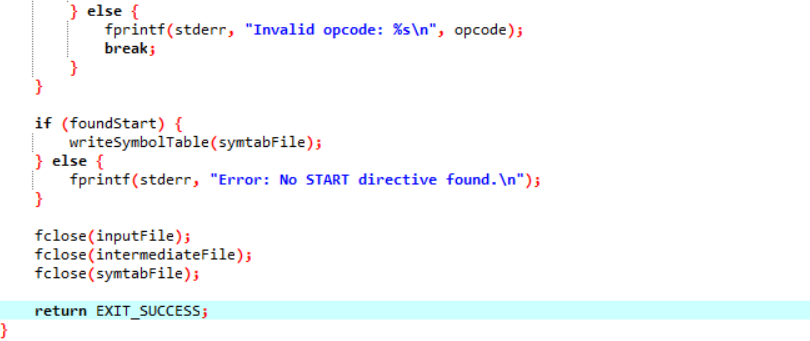 } else {
            fprintf(stderr, "Invalid opcode: %s\n", opcode);
            break;
        }
    }

    if (foundStart) {
        writeSymbolTable(symtabFile);
    } else {
        fprintf(stderr, "Error: No START directive found.\n");
    }

    fclose(inputFile);
    fclose(intermediateFile);
    fclose(symtabFile);

    return EXIT_SUCCESS;
}